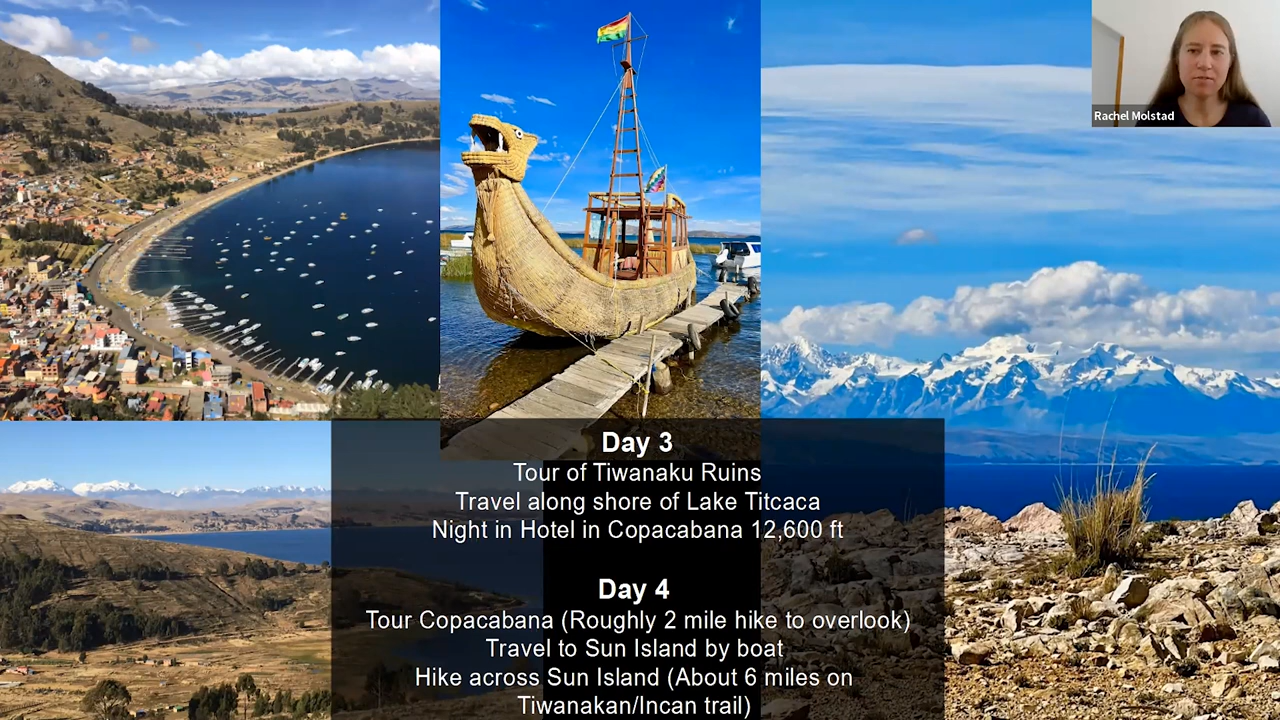 Rachel Molstad
Day 3
Tour of Tiwanaku Ruins
Travel along shore of Lake Titcaca
Night in Hotel in Copacabana 12,600 ft
Day 4
Tour Copacabana (Roughly 2 mile hike to overlook)
Travel to Sun Island by boat
Hike across Sun Island (About 6 miles on
Tiwanakan/Incan trail)